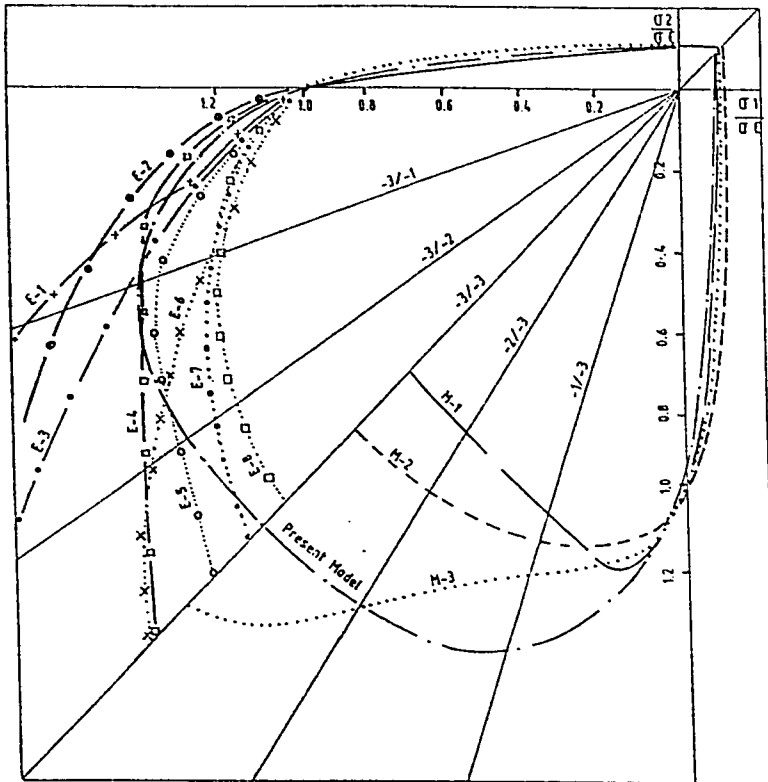 σ2
σc
σ1
σc
1.2
1.0
0.8
0.6
0.4
0.2
0.2
0.4
0.6
0.8
1.0
1.2
-3/-1
-3/-2
-3/-3
-2/-3
-1/-3
E-1
E-2
E-3
E-4
E-5
E-6
E-7
E-8
M-1
M-2
M-3
Present Model